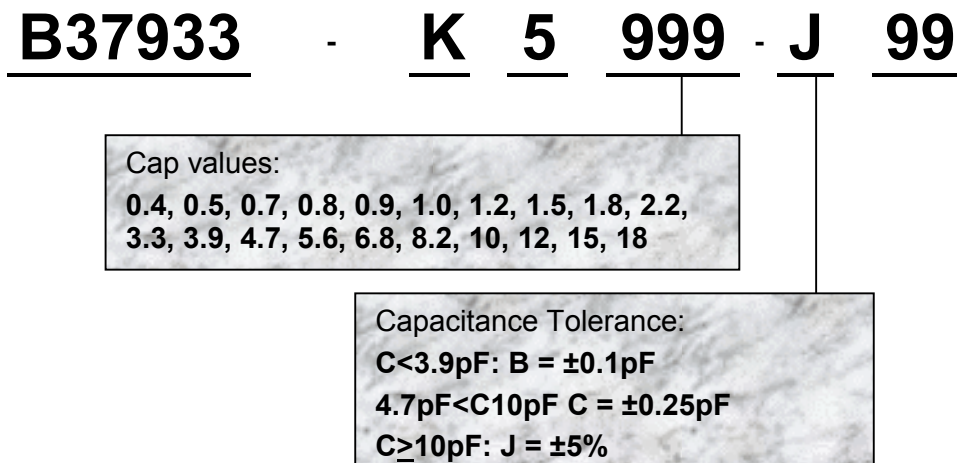 B37933 - K 5 999 - J 99
Cap values:
0.4, 0.5, 0.7, 0.8, 0.9, 1.0, 1.2, 1.5, 1.8, 2.2,
3.3, 3.9, 4.7, 5.6, 6.8, 8.2, 10, 12, 15, 18
Capacitance Tolerance:
C<3.9pF: B = ±0.1pF
4.7pF<C10pF C = ±0.25pF
C≥10pF: J = ±5%